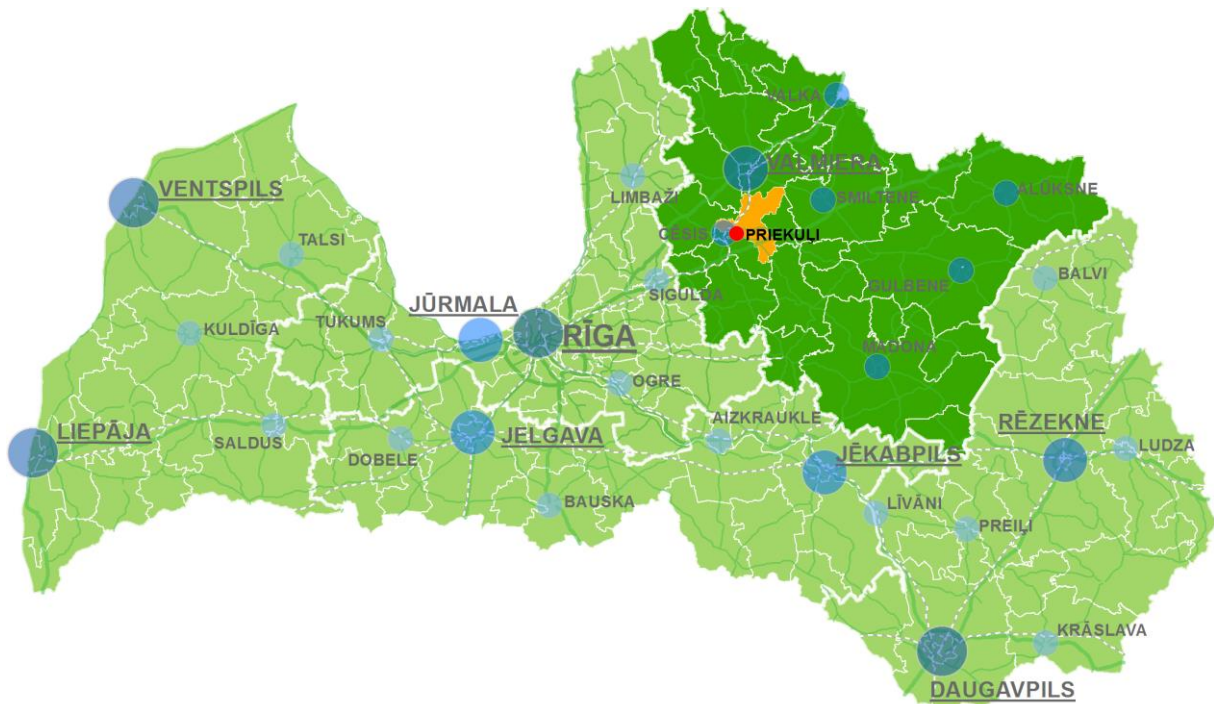 VALKA
VALMIERA
VENTSPILS
LIMBAŽI
SMILTENE
ALŪKSNE
CĒSIS
PRIEKUĻI
TALSI
SIGULDA
GULBENE
BALVI
JŪRMALA
KULDĪGA
TUKUMS
RĪGA
MADONA
OGRE
AIZKRAUKLE
RĒZEKNE
LIEPĀJA
SALDUS
DOBELE
JELGAVA
JĒKABPILS
LUDZA
BAUSKA
LĪVĀNI
PREIĻI
KRĀSLAVA
DAUGAVPILS